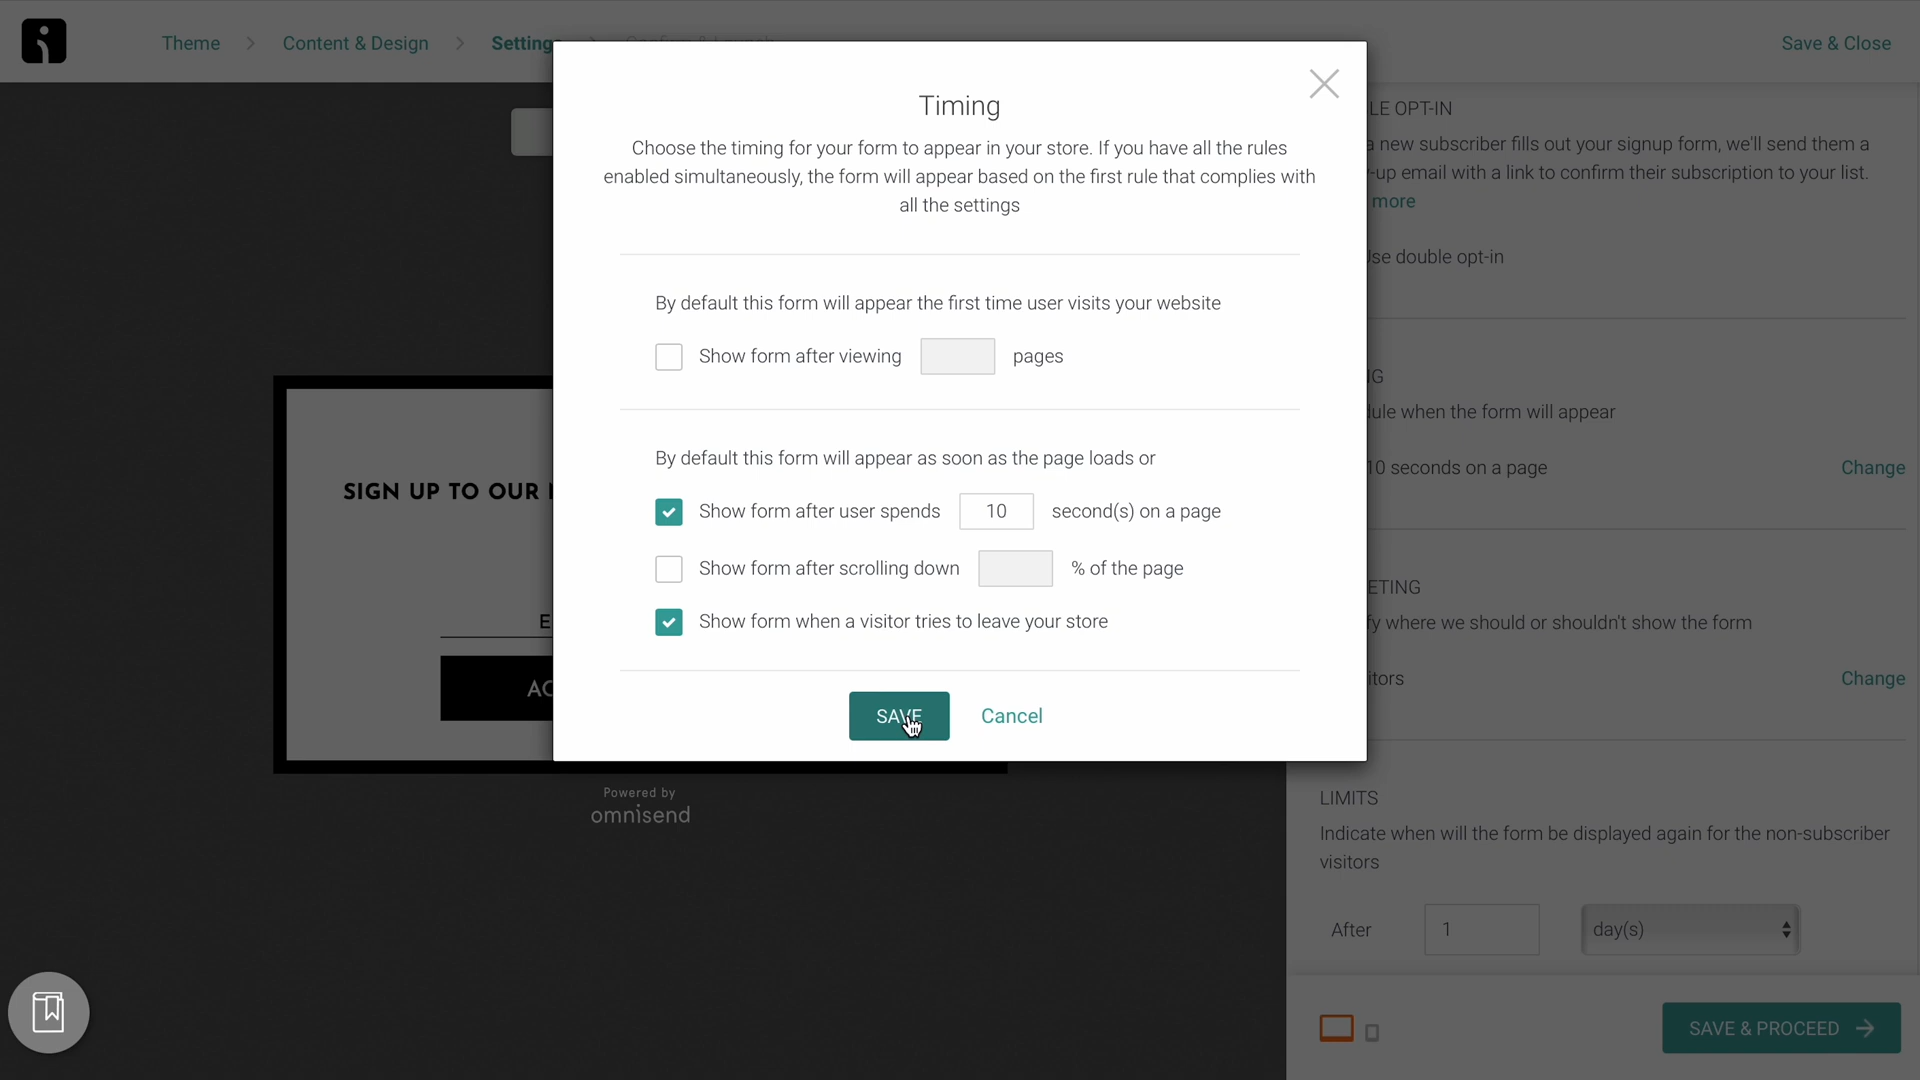 Theme
Content & Design
Settings
Save & Close
Timing
Choose the timing for your form to appear in your store. If you have all the rules
enabled simultaneously, the form will appear based on the first rule that complies with
all the settings
By default this form will appear the first time user visits your website
Show form after viewing pages
By default this form will appear as soon as the page loads or
Show form after user spends 10 second(s) on a page
Show form after scrolling down % of the page
Show form when a visitor tries to leave your store
SAVE Cancel
SIGN UP TO OUR
E
AC
Powered by
omnisend
LE OPT-IN
new subscriber fills out your signup form, we'll send them a
-up email with a link to confirm their subscription to your list.
more
Use double opt-in
NG
dule when the form will appear
10 seconds on a page Change
ETING
fy where we should or shouldn't show the form
itors Change
LIMITS
Indicate when will the form be displayed again for the non-subscriber
visitors
After 1 day(s)
SAVE & PROCEED